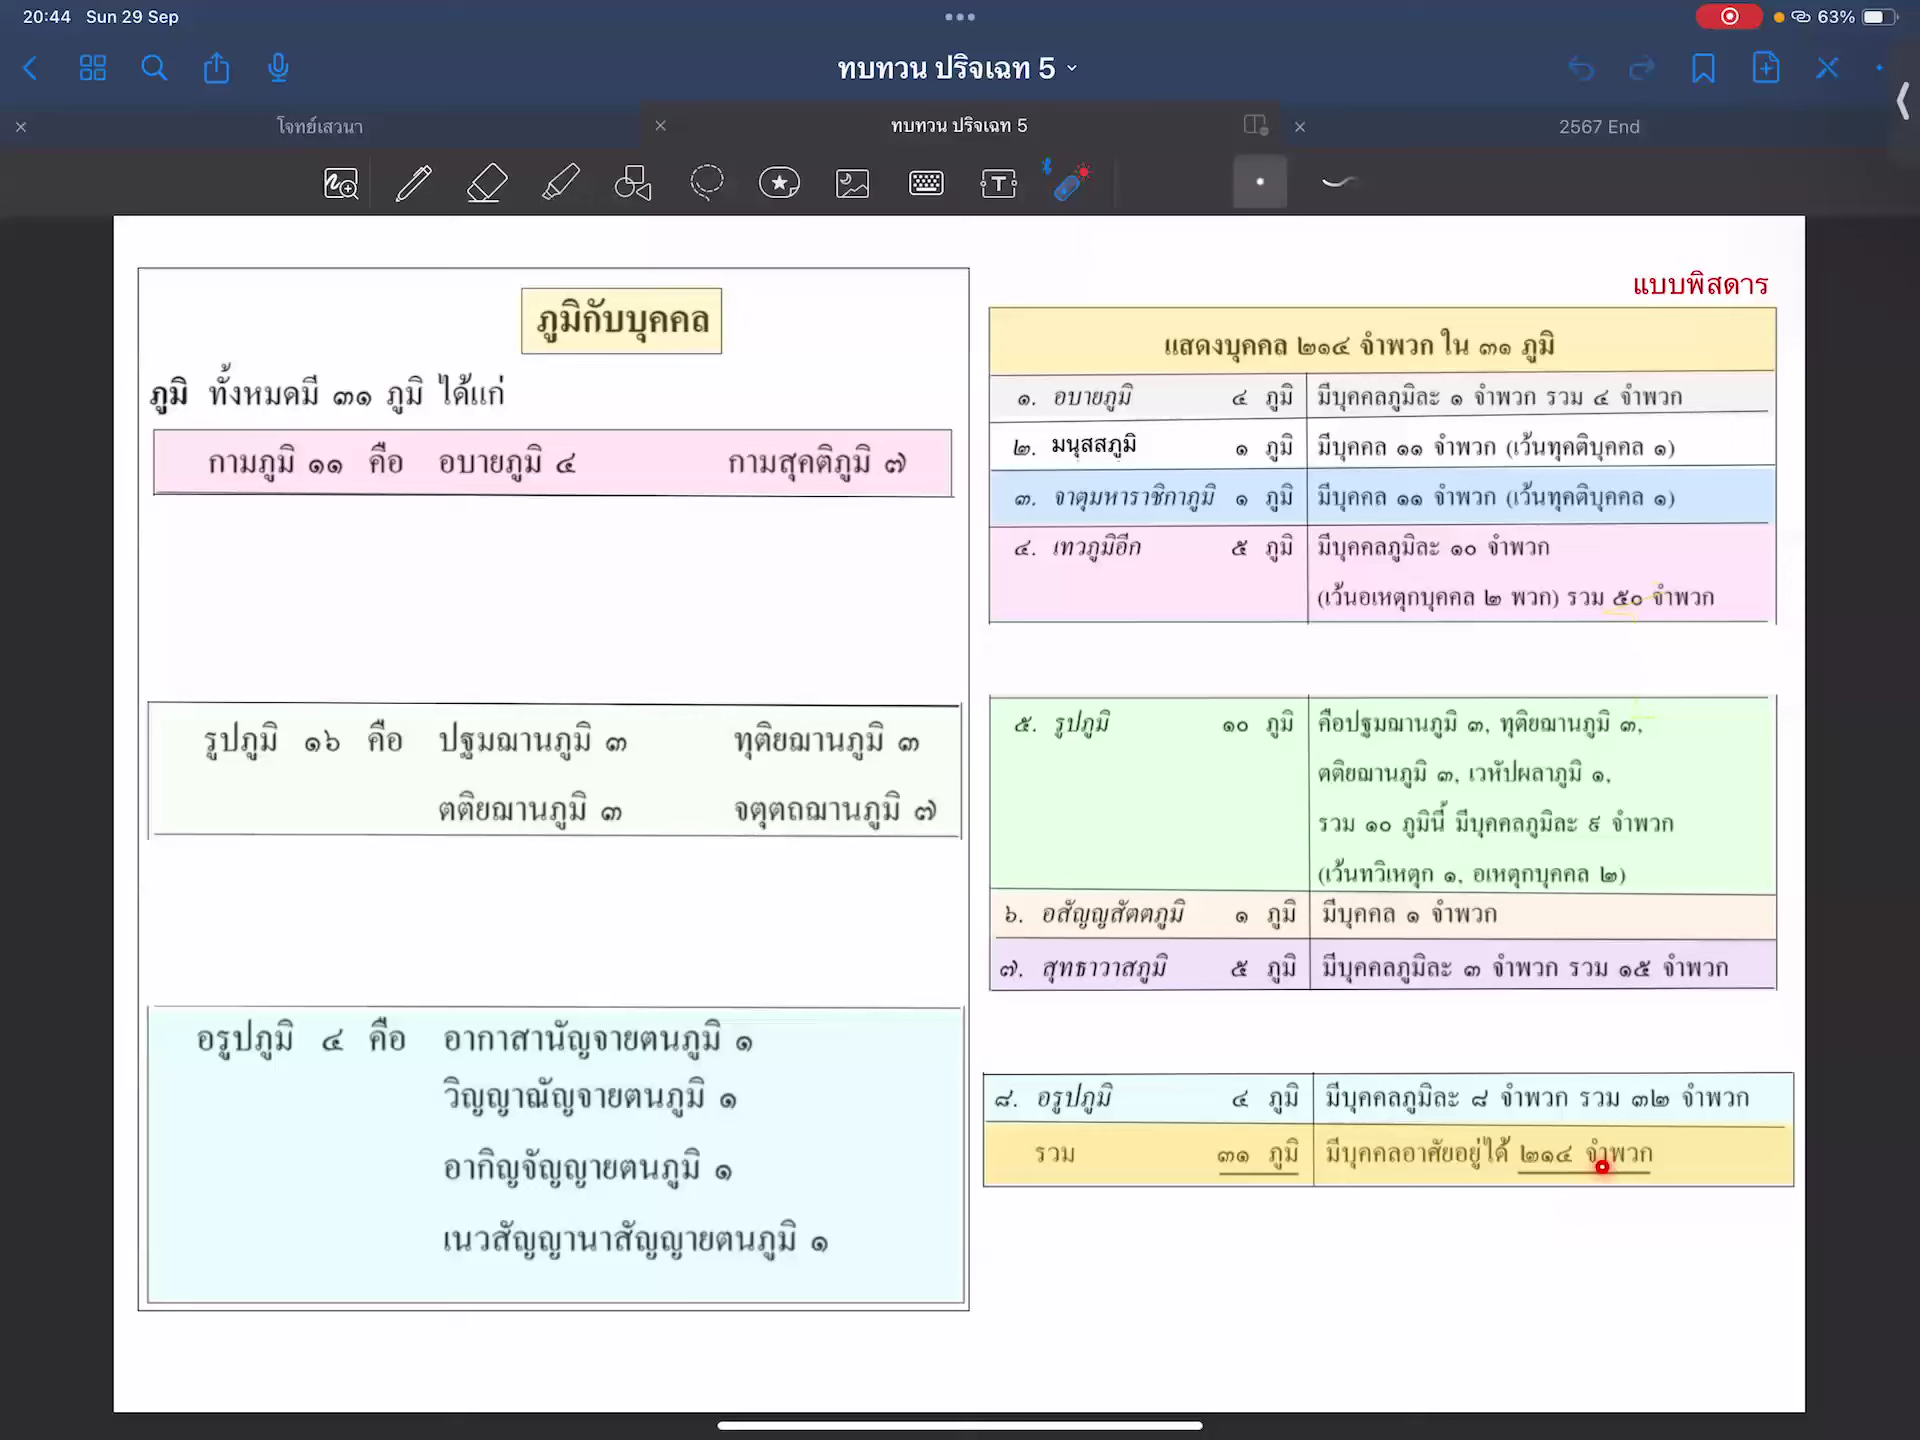 20:44 Sun 29 Sep
63%
ทบทวน ปริจเฉท 5
โจทย์เสวนา
ทบทวน ปริจเฉท 5
2567 End
ภูมิกับบุคคล
ภูมิ ทั้งหมดมี ๓๑ ภูมิ ได้แก่
กามภูมิ ๑๑ คือ อบายภูมิ ๔ กามสุคติภูมิ ๗
รูปภูมิ ๑๖ คือ ปฐมฌานภูมิ ๓ ทุติยฌานภูมิ ๓
ตติยฌานภูมิ ๓ จตุตถฌานภูมิ ๗
อรูปภูมิ ๔ คือ อากาสานัญจายตนภูมิ ๑
วิญญาณัญจายตนภูมิ ๑
อากิญจัญญายตนภูมิ ๑
เนวสัญญานาสัญญายตนภูมิ ๑
แบบพิสดาร
แสดงบุคคล ๒๑๔ จำพวก ใน ๓๑ ภูมิ
๑. อบายภูมิ ๔ ภูมิ มีบุคคลภูมิละ ๑ จำพวก รวม ๔ จำพวก
๒. มนุสสภูมิ ๑ ภูมิ มีบุคคล ๑๑ จำพวก (เว้นทุคติบุคคล ๑)
๓. จาตุมหาราชิกาภูมิ ๑ ภูมิ มีบุคคล ๑๑ จำพวก (เว้นทุคติบุคคล ๑)
๔. เทวภูมิอีก ๕ ภูมิ มีบุคคลภูมิละ ๑๐ จำพวก
(เว้นอเหตุกบุคคล ๒ พวก) รวม ๕๐ จำพวก
๕. รูปภูมิ ๑๐ ภูมิ คือปฐมฌานภูมิ ๓, ทุติยฌานภูมิ ๓,
ตติยฌานภูมิ ๓, เวหัปผลาภูมิ ๑,
รวม ๑๐ ภูมินี้ มีบุคคลภูมิละ ๙ จำพวก
(เว้นทวิเหตุก ๑, อเหตุกบุคคล ๒)
๖. อสัญญสัตตภูมิ ๑ ภูมิ มีบุคคล ๑ จำพวก
๗. สุทธาวาสภูมิ ๕ ภูมิ มีบุคคลภูมิละ ๓ จำพวก รวม ๑๕ จำพวก
๘. อรูปภูมิ ๔ ภูมิ มีบุคคลภูมิละ ๘ จำพวก รวม ๓๒ จำพวก
รวม ๓๑ ภูมิ มีบุคคลอาศัยอยู่ได้ ๒๑๔ จำพวก